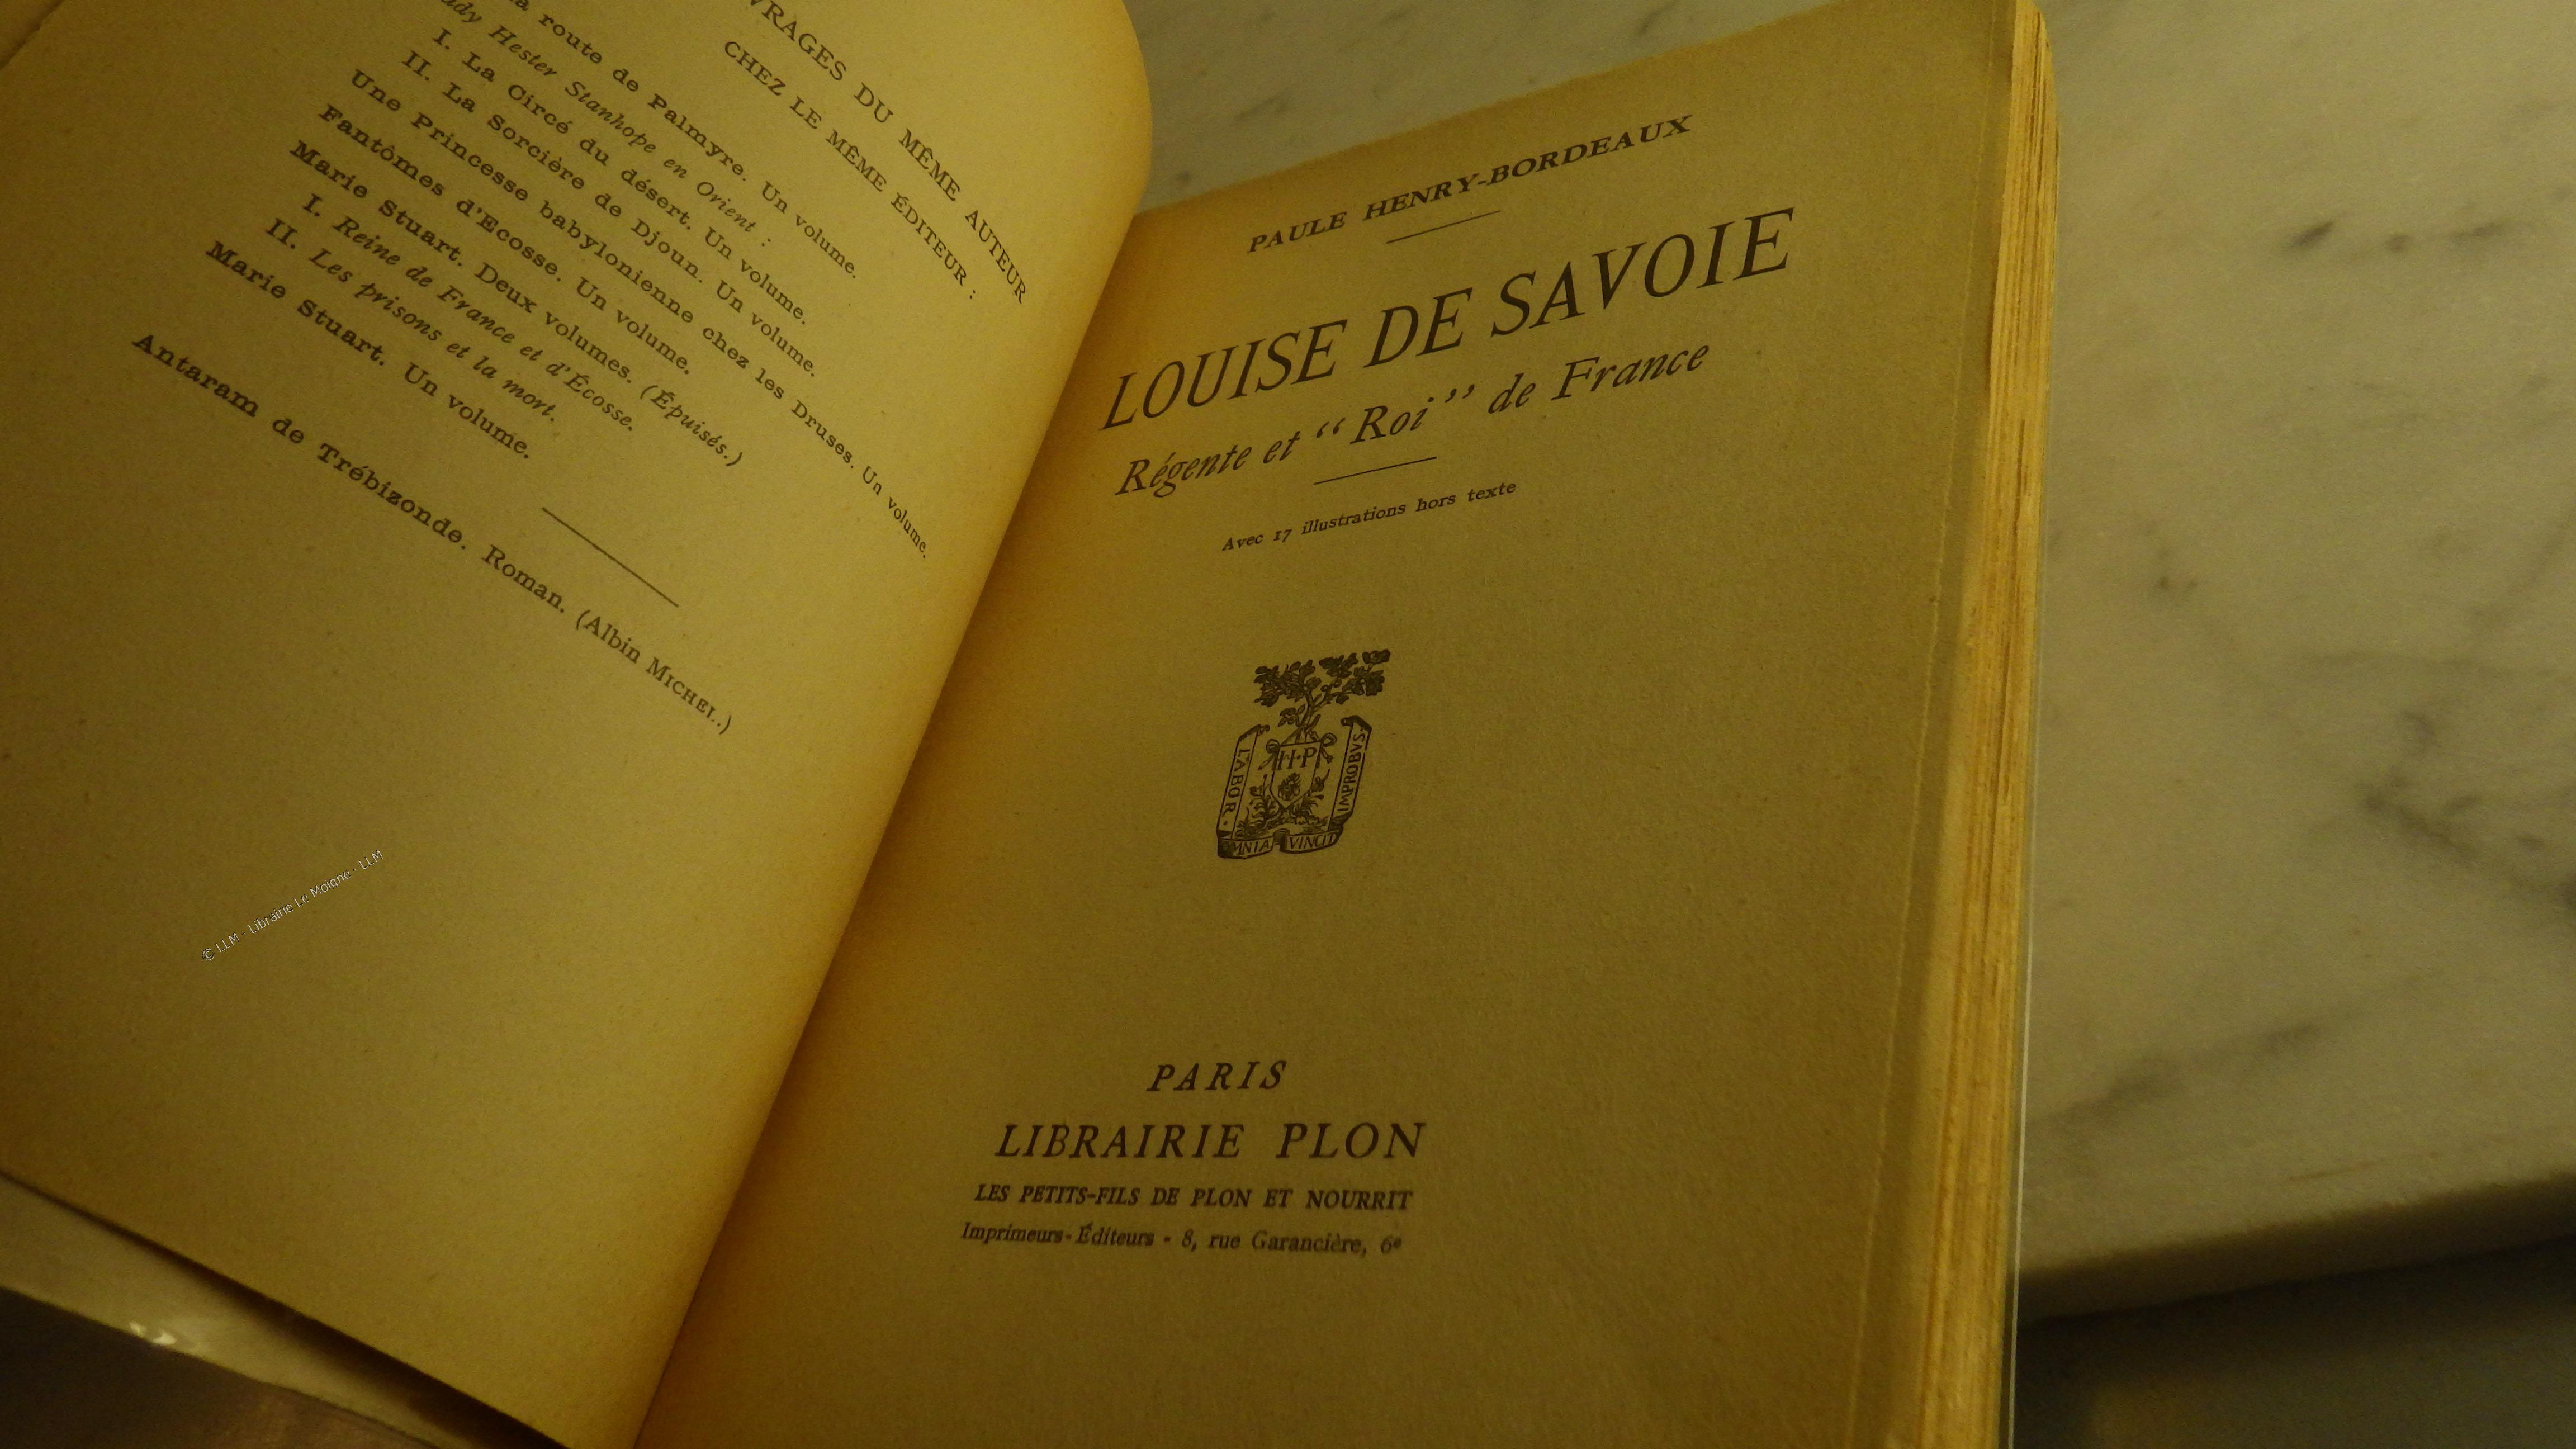 DU MÊME AUTEUR
CHEZ LE MÊME ÉDITEUR :
route de Palmyre. Un volume.
Hester Stanhope en Orient :
I. La Circé du désert. Un volume.
II. La Sorcière de Djoun. Un volume.
Une Princesse babylonienne chez les Druses. Un volume.
Fantômes d'Ecosse. Un volume.
Marie Stuart. Deux volumes. (Épuisés.)
I. Reine de France et d'Écosse.
II. Les prisons et la mort.
Marie Stuart. Un volume.
Antaram de Trébizonde. Roman. (Albin MICHEL.)
© LLM - Librairie Le Moigne - LLM
PAULE HENRY-BORDEAUX
LOUISE DE SAVOIE
Régente et “Roi” de France
Avec 17 illustrations hors texte
H·P
LABOR·
IMPROBVS·
OMNIA VINCIT
PARIS
LIBRAIRIE PLON
LES PETITS-FILS DE PLON ET NOURRIT
Imprimeurs-Éditeurs - 8, rue Garancière, 6e